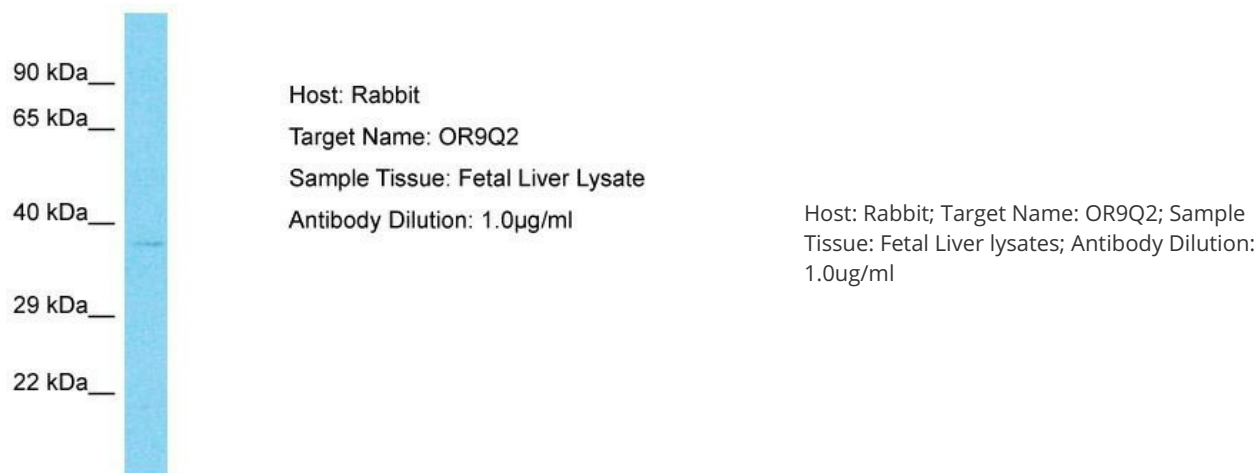 90 kDa__
65 kDa__
40 kDa__
29 kDa__
22 kDa__
Host: Rabbit
Target Name: OR9Q2
Sample Tissue: Fetal Liver Lysate
Antibody Dilution: 1.0µg/ml
Host: Rabbit; Target Name: OR9Q2; Sample
Tissue: Fetal Liver lysates; Antibody Dilution:
1.0ug/ml